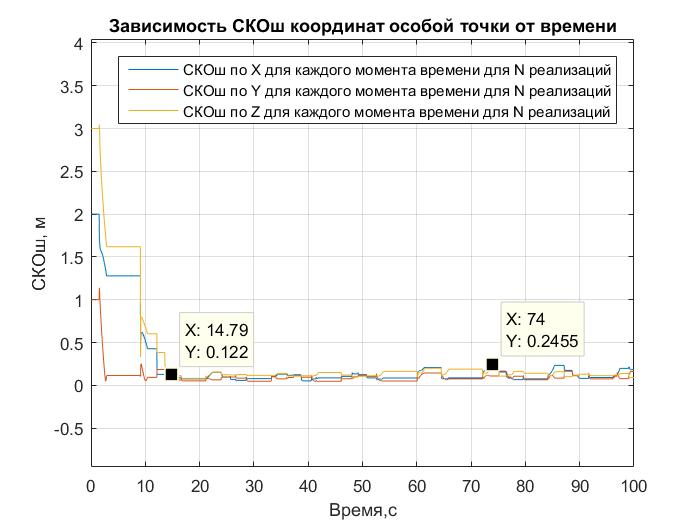 Зависимость СКОш координат особой точки от времени
СКОш по X для каждого момента времени для N реализаций
СКОш по Y для каждого момента времени для N реализаций
СКОш по Z для каждого момента времени для N реализаций
4
3.5
3
2.5
2
1.5
1
0.5
0
-0.5
СКОш, м
X: 14.79
Y: 0.122
X: 74
Y: 0.2455
0 10 20 30 40 50 60 70 80 90 100
Время,с